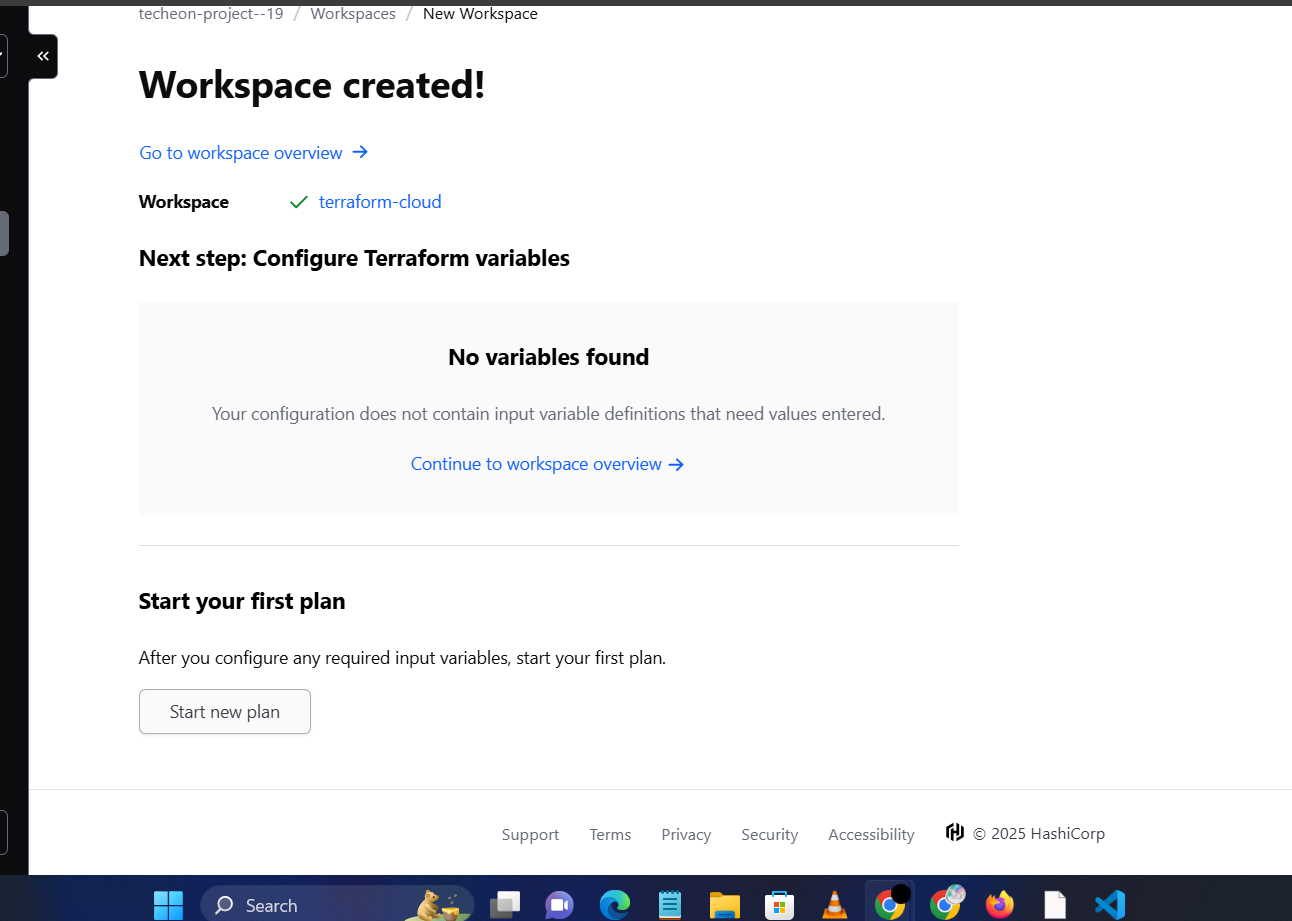 techeon-project--19 / Workspaces / New Workspace
Workspace created!
Go to workspace overview →
Workspace ✓ terraform-cloud
Next step: Configure Terraform variables
No variables found
Your configuration does not contain input variable definitions that need values entered.
Continue to workspace overview →
Start your first plan
After you configure any required input variables, start your first plan.
Start new plan
Support Terms Privacy Security Accessibility © 2025 HashiCorp
Search